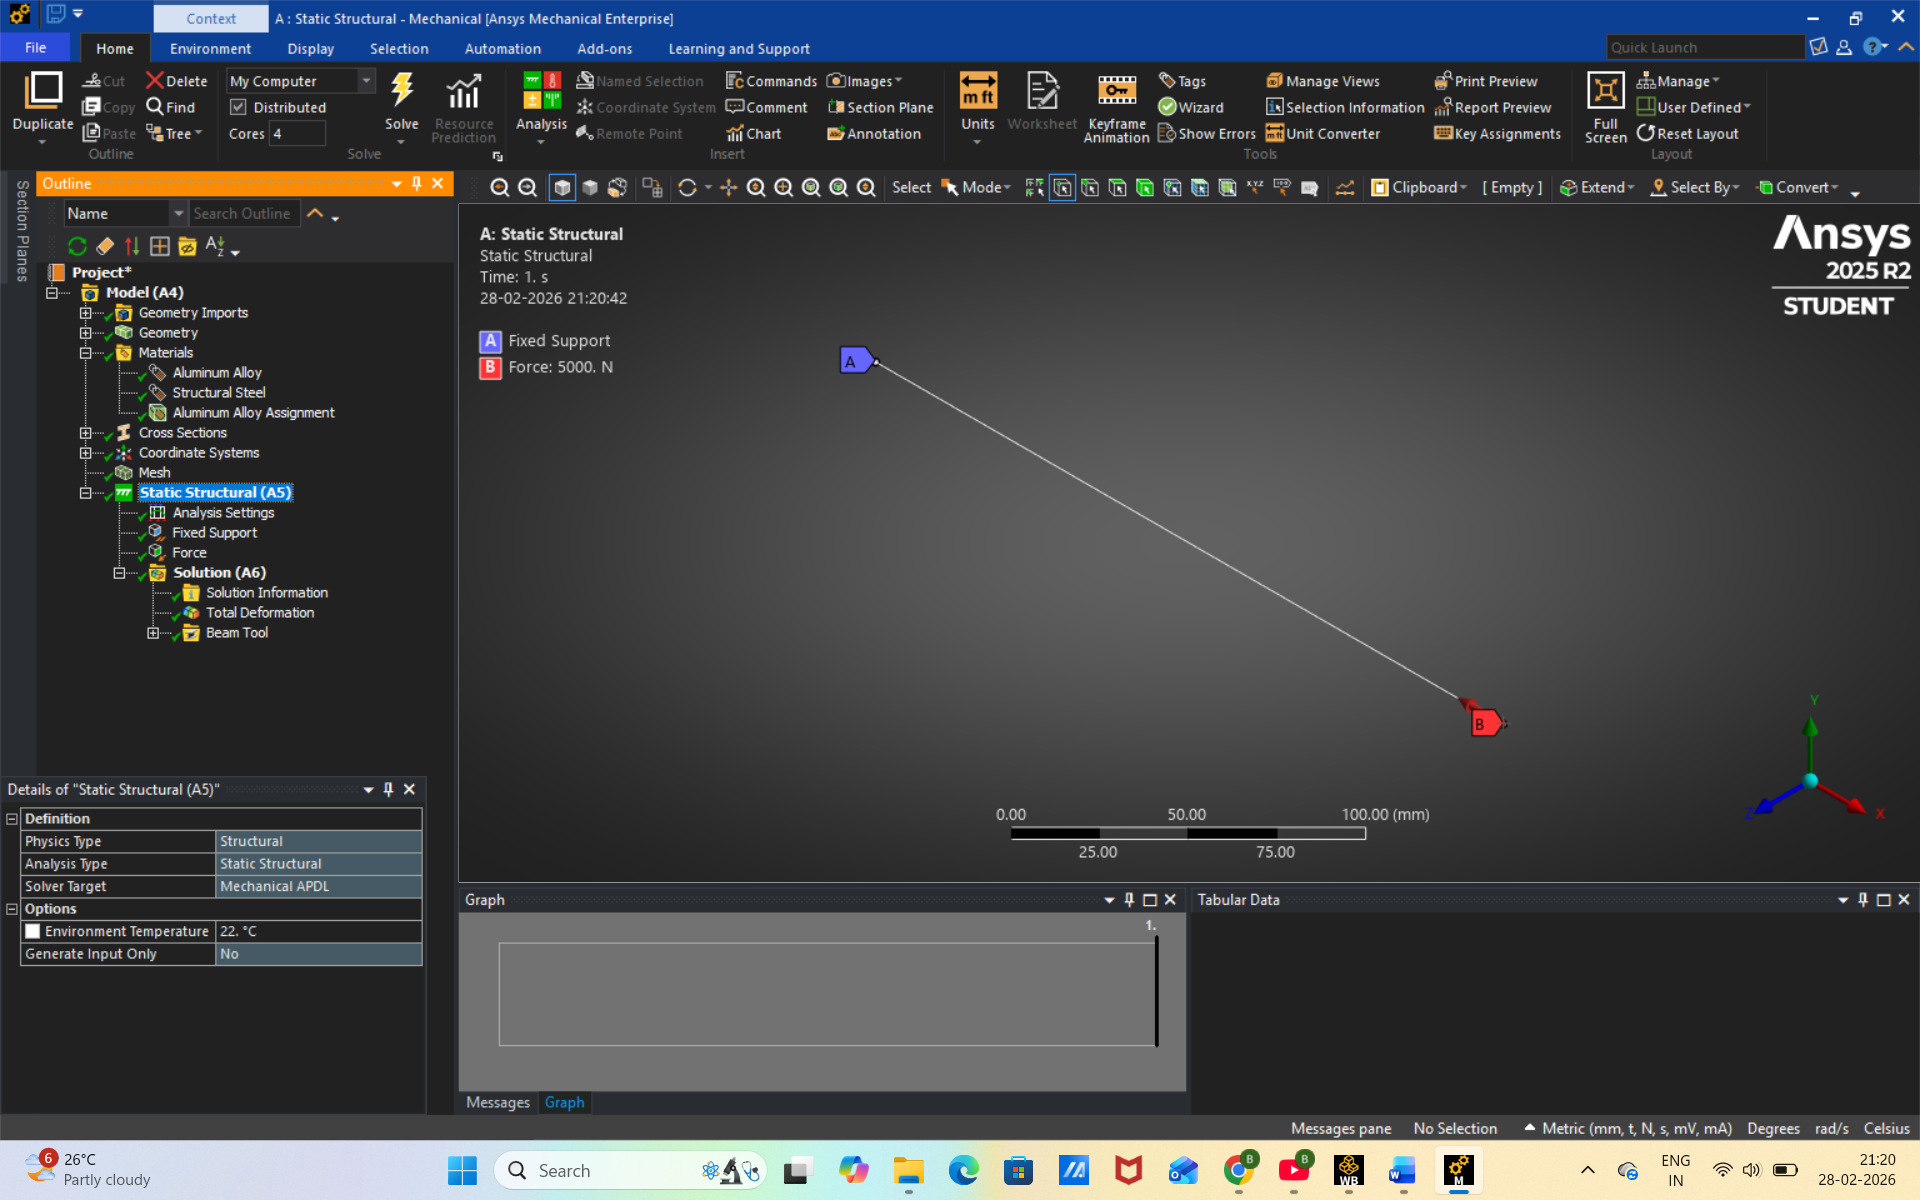 Context
A : Static Structural - Mechanical [Ansys Mechanical Enterprise]
File Home Environment Display Selection Automation Add-ons Learning and Support Quick Launch
Duplicate
Cut
Copy
Paste
Delete
Find
Tree
Outline
My Computer
Distributed
Cores 4
Solve
Resource
Prediction
Solve
Analysis
Named Selection
Coordinate System
Remote Point
Commands
Comment
Chart
Images
Section Plane
Annotation
Insert
Units
Worksheet
Keyframe
Animation
Tags
Wizard
Show Errors
Manage Views
Selection Information
Unit Converter
Print Preview
Report Preview
Key Assignments
Tools
Full
Screen
Manage
User Defined
Reset Layout
Layout
Section Planes
Outline
Select Mode Clipboard [ Empty ] Extend Select By Convert
Name Search Outline
Project*
Model (A4)
Geometry Imports
Geometry
Materials
Aluminum Alloy
Structural Steel
Aluminum Alloy Assignment
Cross Sections
Coordinate Systems
Mesh
Static Structural (A5)
Analysis Settings
Fixed Support
Force
Solution (A6)
Solution Information
Total Deformation
Beam Tool
A: Static Structural
Static Structural
Time: 1. s
28-02-2026 21:20:42
A Fixed Support
B Force: 5000. N
Ansys
2025 R2
STUDENT
A
B
Y
Z
X
0.00 50.00 100.00 (mm)
25.00 75.00
Details of "Static Structural (A5)"
Definition
Physics Type Structural
Analysis Type Static Structural
Solver Target Mechanical APDL
Options
Environment Temperature 22. °C
Generate Input Only No
Graph
1.
Tabular Data
Messages Graph
Messages pane No Selection Metric (mm, t, N, s, mV, mA) Degrees rad/s Celsius
6
26°C
Partly cloudy
Search
B
B
WB
W
M
ENG
IN
21:20
28-02-2026